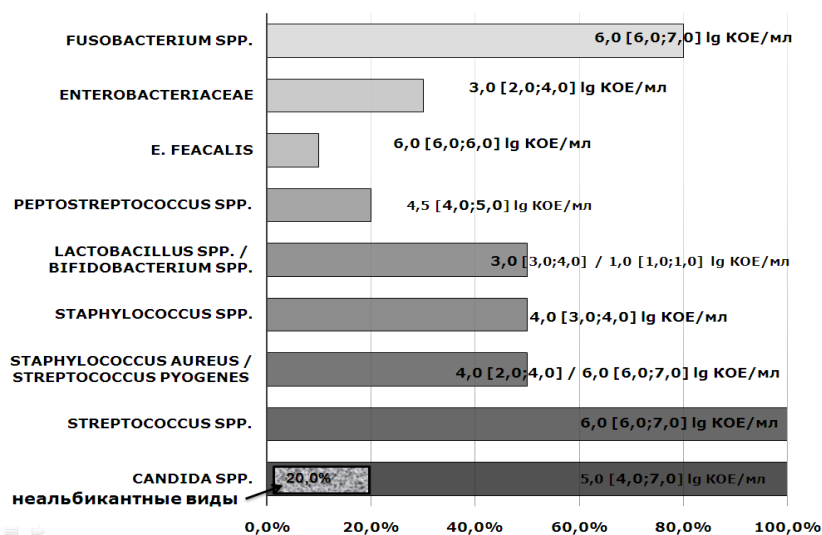 FUSOBACTERIUM SPP.
6,0 [6,0;7,0] lg КОЕ/мл
ENTEROBACTERIACEAE
3,0 [2,0;4,0] lg КОЕ/мл
E. FEACALIS
6,0 [6,0;6,0] lg КОЕ/мл
PEPTOSTREPTOCOCCUS SPP.
4,5 [4,0;5,0] lg КОЕ/мл
LACTOBACILLUS SPP. /
BIFIDOBACTERIUM SPP.
3,0 [3,0;4,0] / 1,0 [1,0;1,0] lg КОЕ/мл
STAPHYLOCOCCUS SPP.
4,0 [3,0;4,0] lg КОЕ/мл
STAPHYLOCOCCUS AUREUS /
STREPTOCOCCUS PYOGENES
4,0 [2,0;4,0] / 6,0 [6,0;7,0] lg КОЕ/мл
STREPTOCOCCUS SPP.
6,0 [6,0;7,0] lg КОЕ/мл
CANDIDA SPP.
20,0%
5,0 [4,0;7,0] lg КОЕ/мл
неальбикантные виды
0,0% 20,0% 40,0% 60,0% 80,0% 100,0%